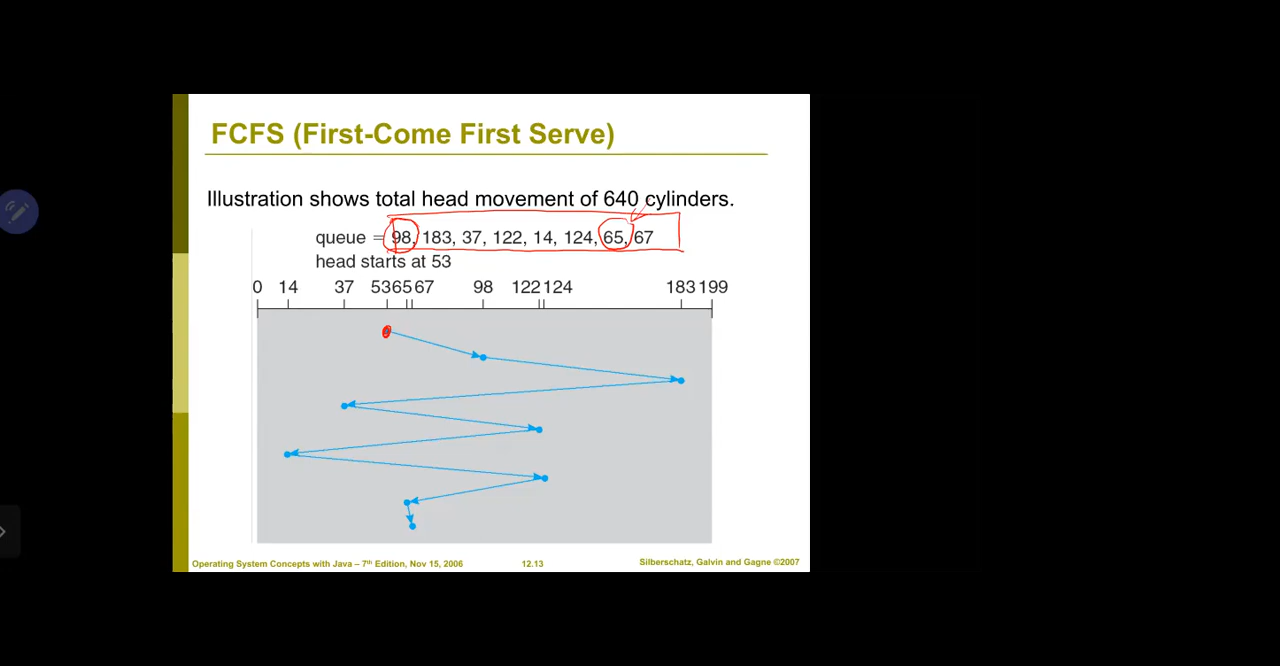 FCFS (First-Come First Serve)
Illustration shows total head movement of 640 cylinders.
queue = 98, 183, 37, 122, 14, 124, 65, 67
head starts at 53
0 14 37 53 65 67 98 122 124 183 199
Operating System Concepts with Java – 7th Edition, Nov 15, 2006 12.13 Silberschatz, Galvin and Gagne ©2007